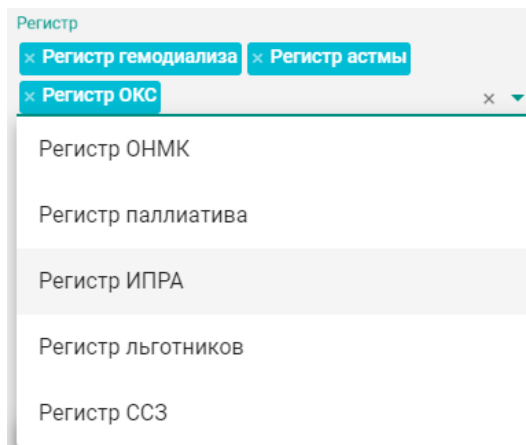 Регистр
× Регистр гемодиализа × Регистр астмы
× Регистр ОКС ×
Регистр ОНМК
Регистр паллиатива
Регистр ИПРА
Регистр льготников
Регистр ССЗ